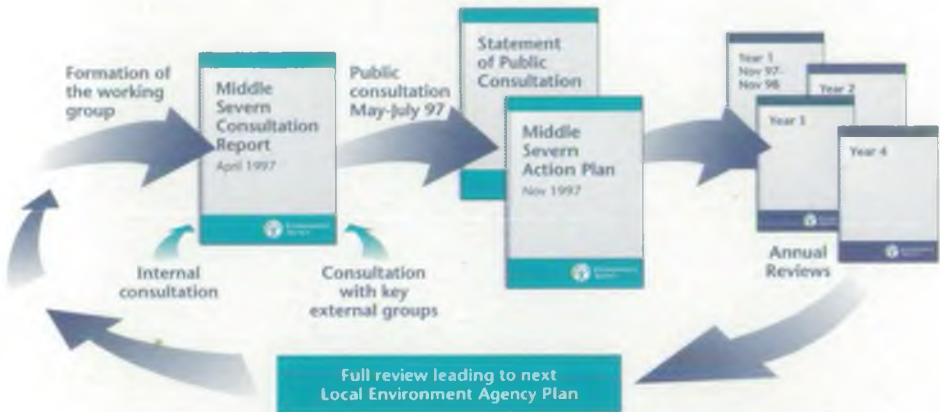 Formation of
the working
group
Middle
Severn
Consultation
Report
April 1997
Internal
consultation
Consultation
with key
external groups
Public
consultation
May-July 97
Statement
of Public
Consultation
Middle
Severn
Action Plan
Nov 1997
Year 1
Nov 97-
Nov 98
Year 2
Year 3
Year 4
Annual
Reviews
Full review leading to next
Local Environment Agency Plan